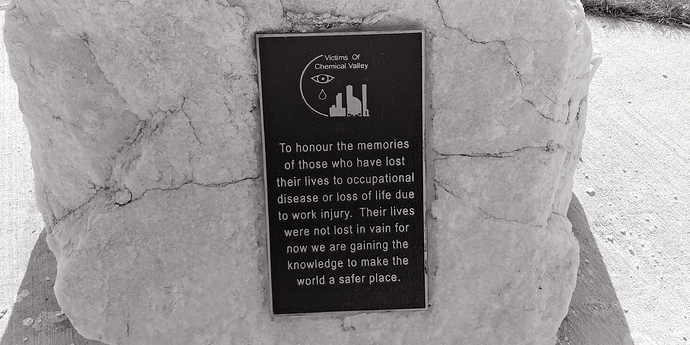 Victims Of
Chemical Valley
To honour the memories
of those who have lost
their lives to occupational
disease or loss of life due
to work injury. Their lives
were not lost in vain for
now we are gaining the
knowledge to make the
world a safer place.